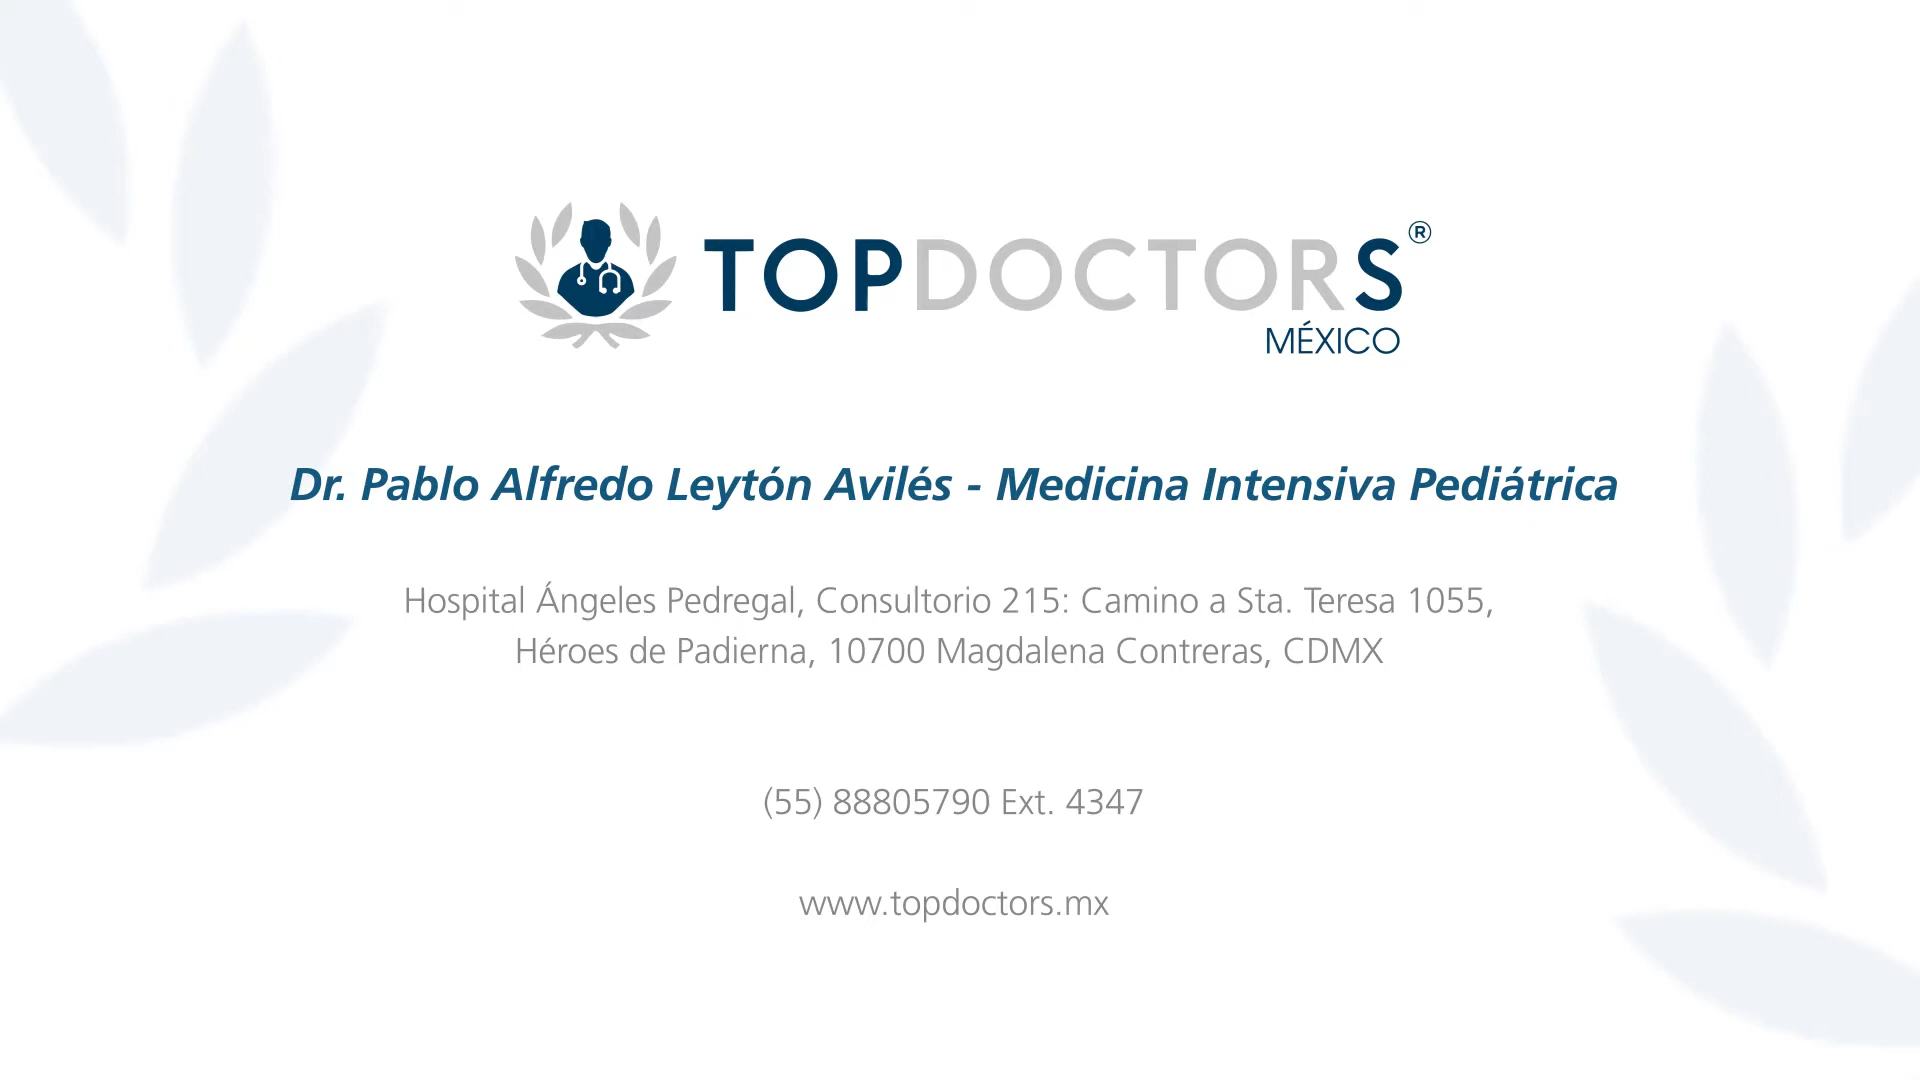 TOPDOCTORS®
MÉXICO
Dr. Pablo Alfredo Leytón Avilés - Medicina Intensiva Pediátrica
Hospital Ángeles Pedregal, Consultorio 215: Camino a Sta. Teresa 1055,
Héroes de Padierna, 10700 Magdalena Contreras, CDMX
(55) 88805790 Ext. 4347
www.topdoctors.mx